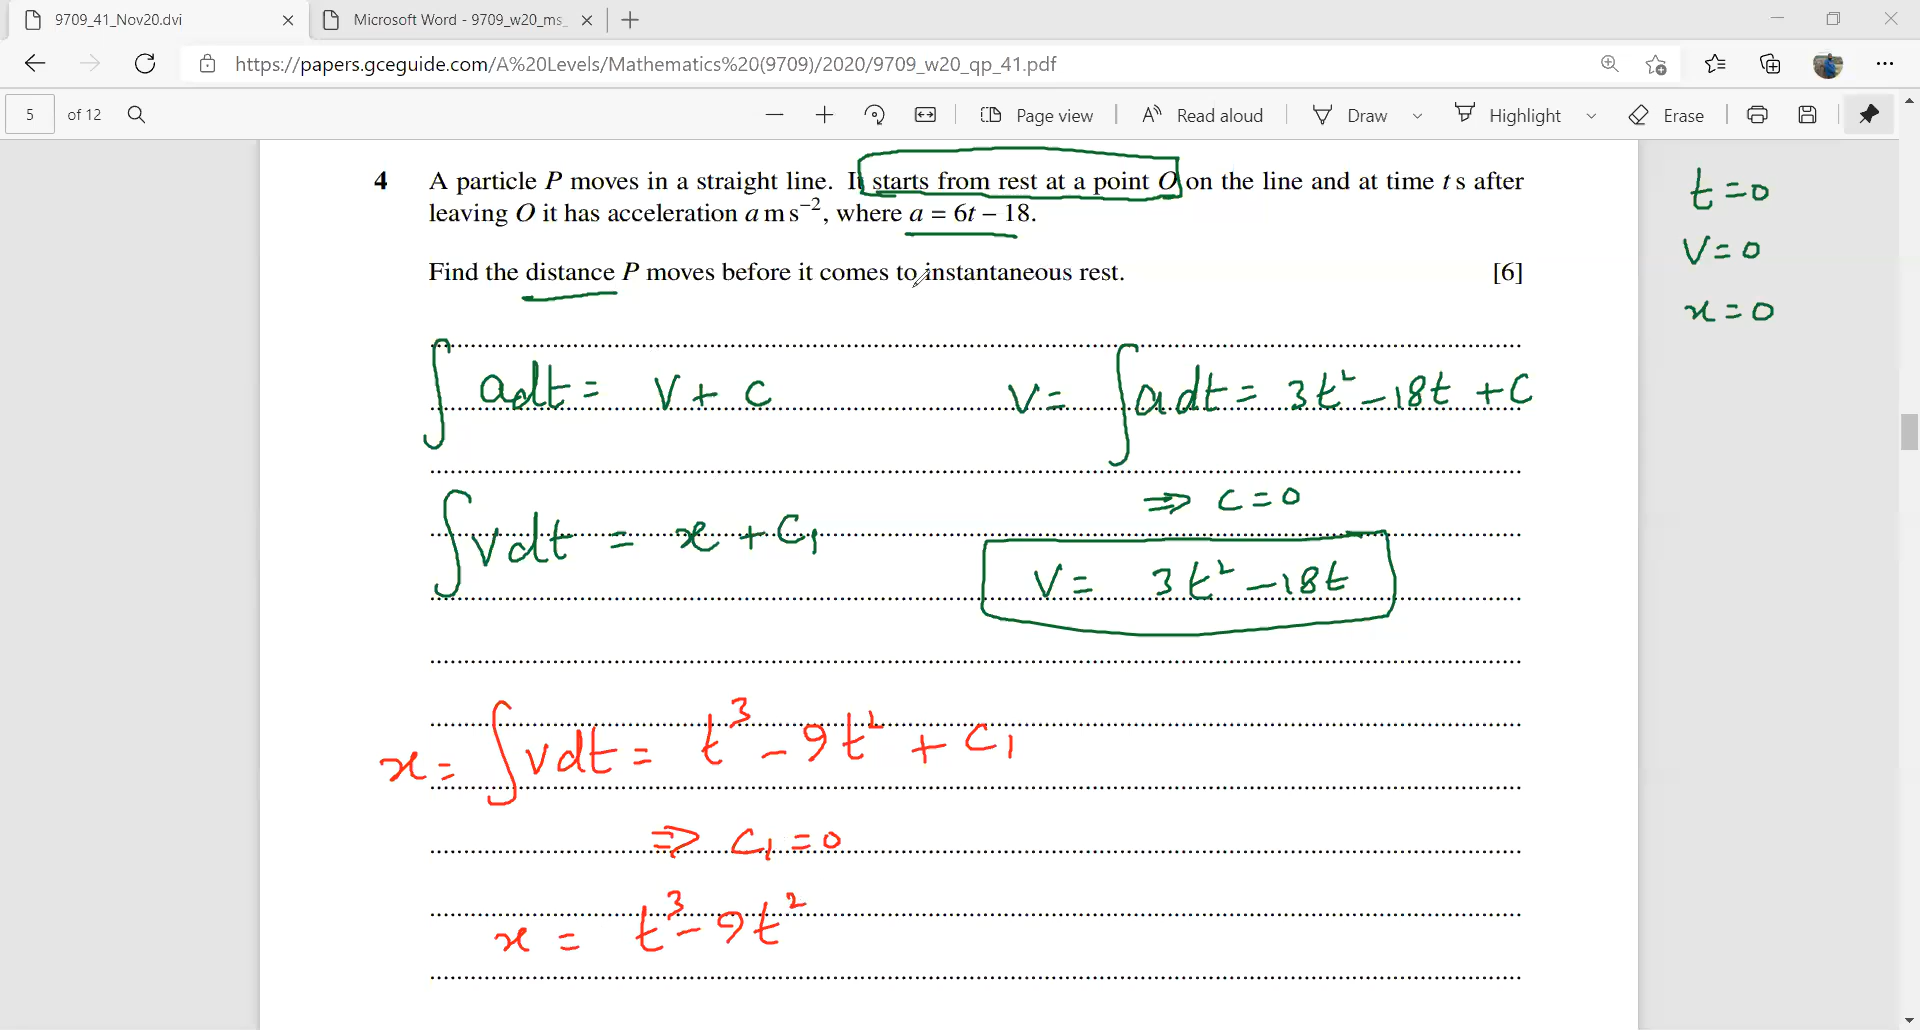 9709_41_Nov20.dvi
Microsoft Word - 9709_w20_ms_
https://papers.gceguide.com/A%20Levels/Mathematics%20(9709)/2020/9709_w20_qp_41.pdf
5 of 12
Page view
Read aloud
Draw
Highlight
Erase
4 A particle P moves in a straight line. It starts from rest at a point O on the line and at time t s after
leaving O it has acceleration a m s⁻², where a = 6t − 18.
Find the distance P moves before it comes to instantaneous rest. [6]
t = 0
v = 0
x = 0
∫ a dt = v + c
v = ∫ a dt = 3t² − 18t + c
⇒ c = 0
∫ v dt = x + c₁
v = 3t² − 18t
x = ∫ v dt = t³ − 9t² + c₁
⇒ c₁ = 0
x = t³ − 9t²